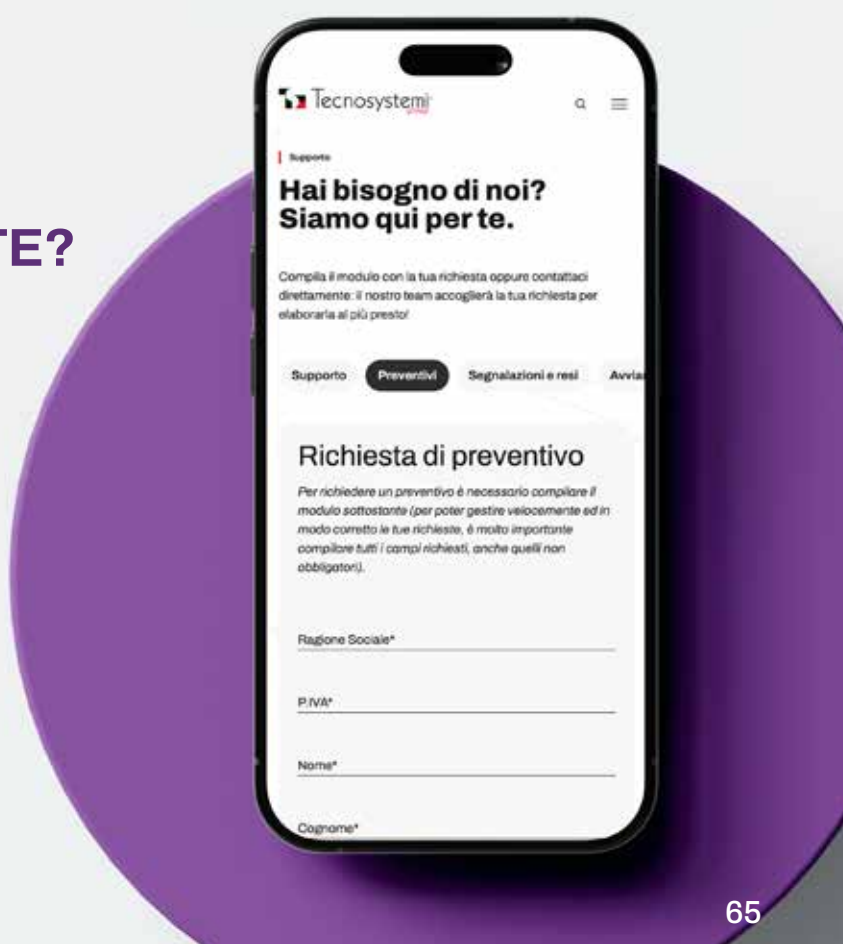 TE?
Tecnosystemi
Supporto
Hai bisogno di noi?
Siamo qui per te.
Compila il modulo con la tua richiesta oppure contattaci
direttamente: il nostro team accoglierà la tua richiesta per
elaborarla al più presto!
Supporto Preventivi Segnalazioni e resi Avvia
Richiesta di preventivo
Per richiedere un preventivo è necessario compilare il
modulo sottostante (per poter gestire velocemente ed in
modo corretto le tue richieste, è molto importante
compilare tutti i campi richiesti, anche quelli non
obbligatori).
Ragione Sociale*
P.IVA*
Nome*
Cognome*
65